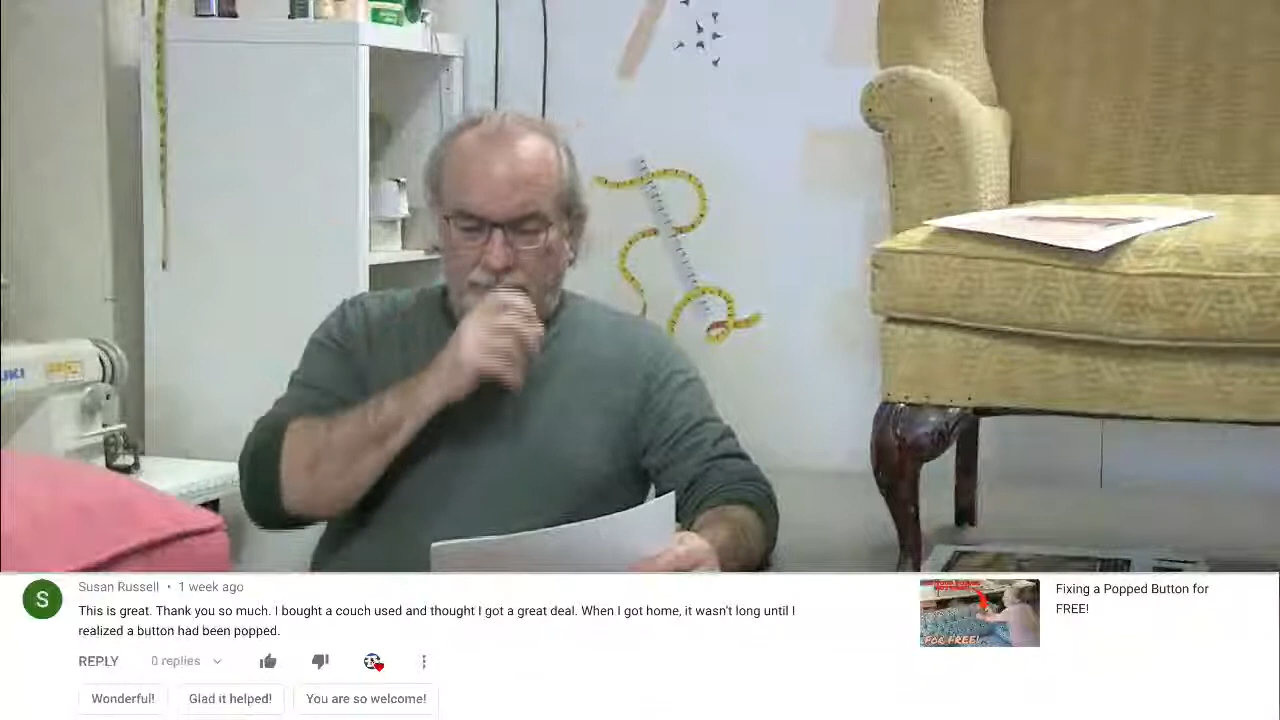 UKI
Susan Russell • 1 week ago
This is great. Thank you so much. I bought a couch used and thought I got a great deal. When I got home, it wasn't long until I
realized a button had been popped.
REPLY 0 replies
Wonderful! Glad it helped! You are so welcome!
S
Fixing a Popped Button for
FREE!
FOR FREE!